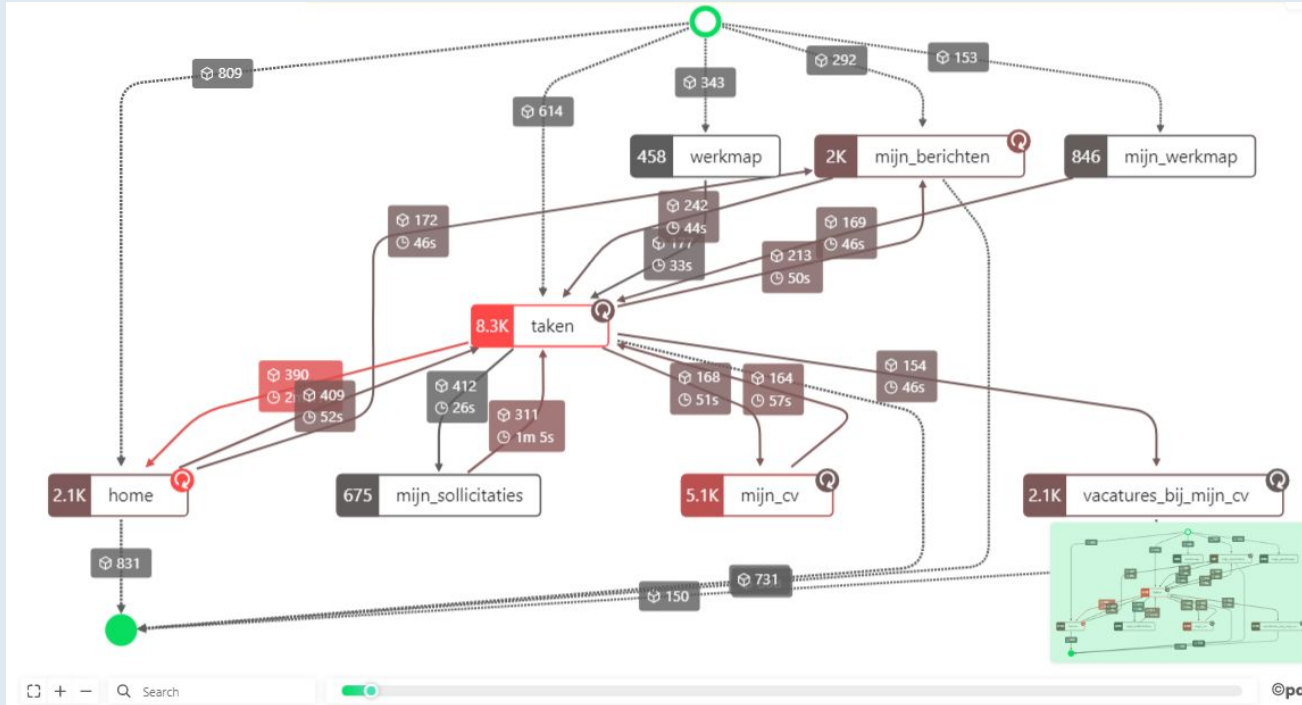 809
614
343
292
153
458 werkmap
2K mijn_berichten
846 mijn_werkmap
172
46s
242
44s
177
33s
169
46s
213
50s
8.3K taken
390
409
52s
412
26s
311
1m 5s
168
51s
164
57s
154
46s
2.1K home
675 mijn_sollicitaties
5.1K mijn_cv
2.1K vacatures_bij_mijn_cv
831
731
150
Search